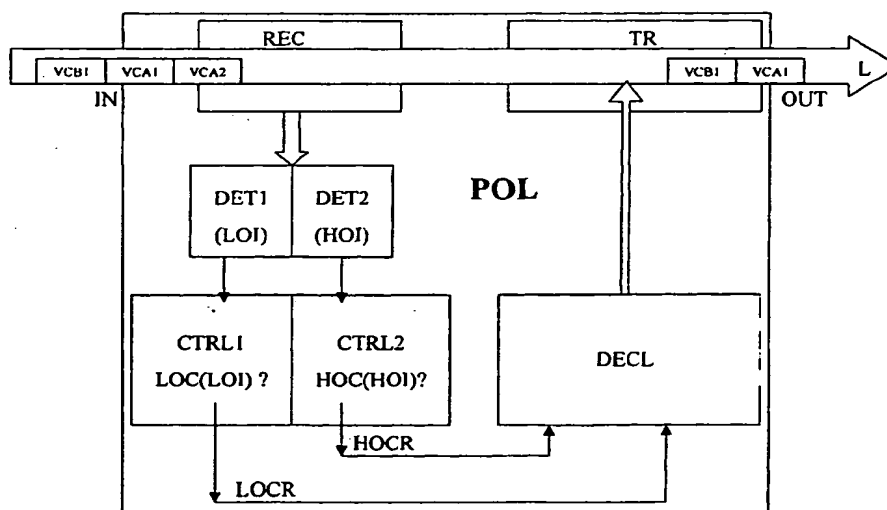 REC
TR
VCB1 VCA1 VCA2
VCB1 VCA1
L
IN
OUT
DET1
(LOI)
DET2
(HOI)
POL
CTRL1
LOC(LOI) ?
CTRL2
HOC(HOI)?
DECL
HOCR
LOCR